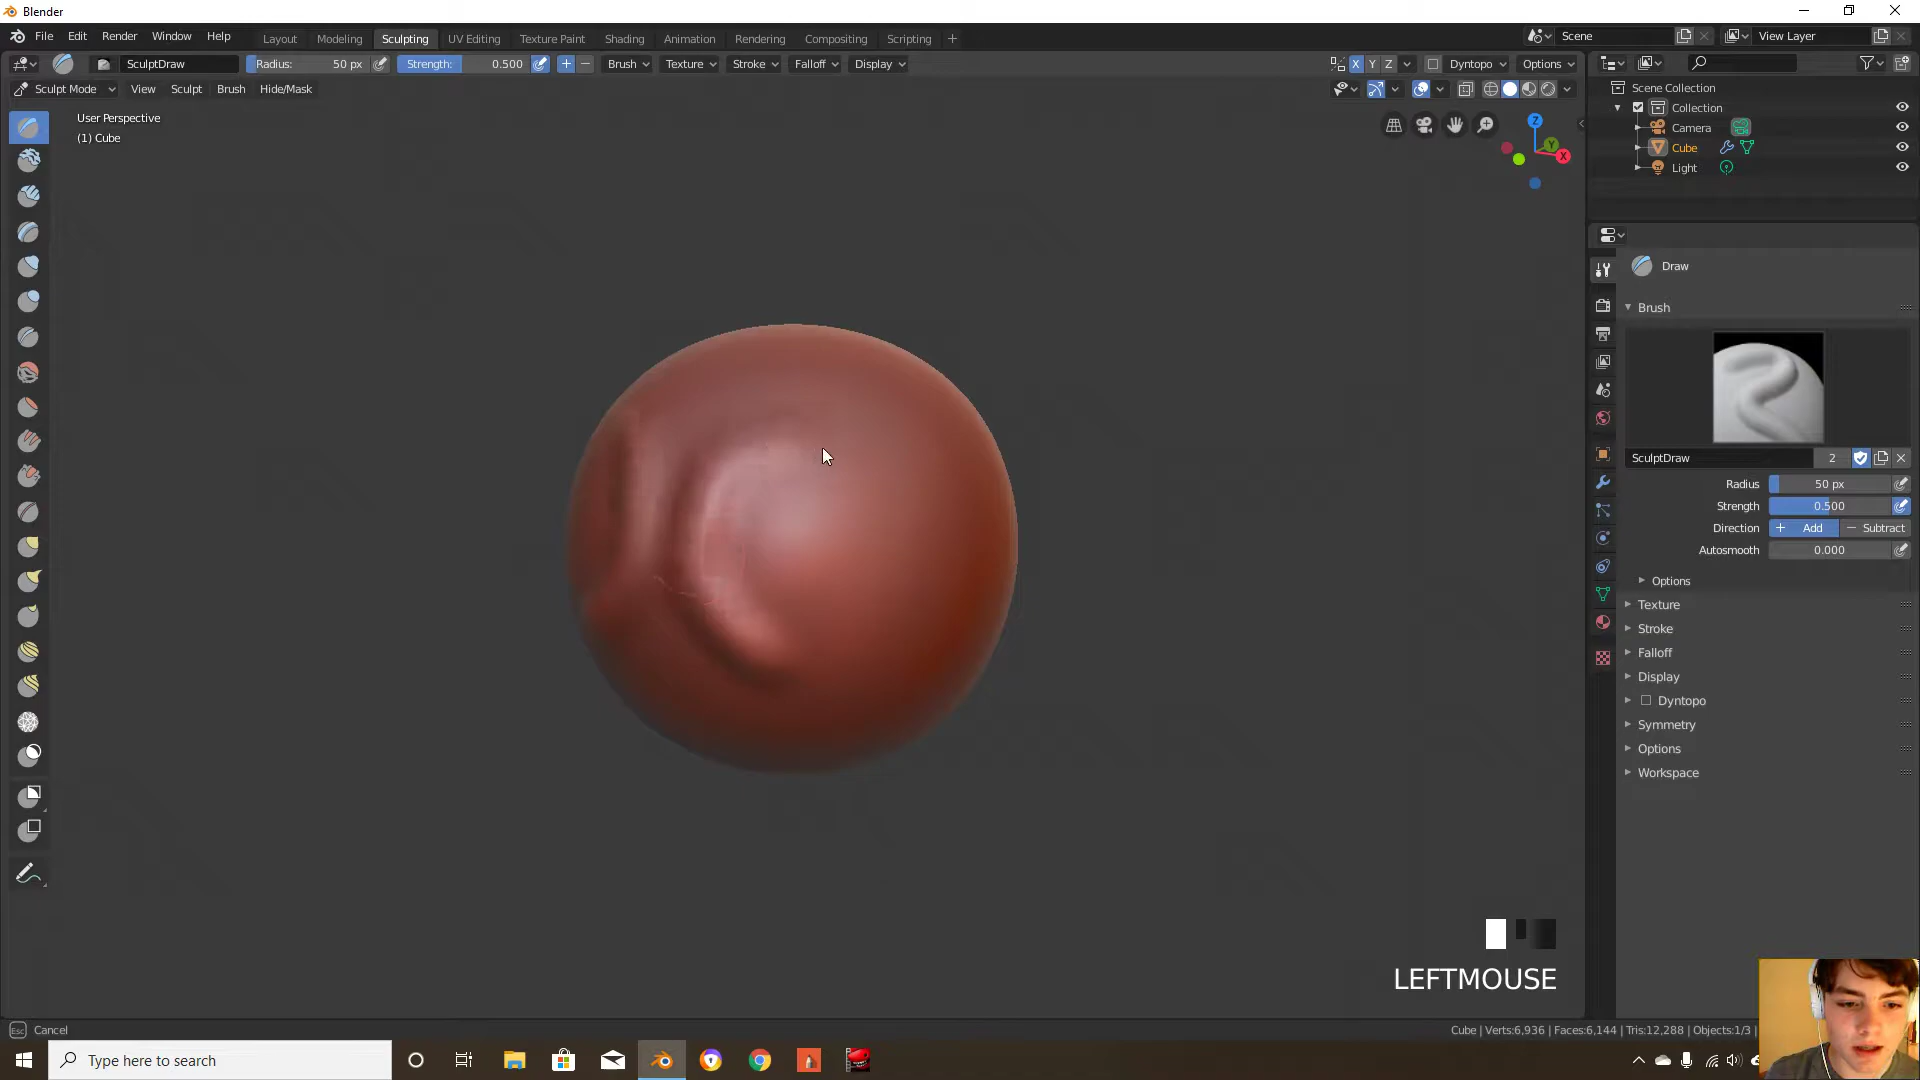 Blender
File Edit Render Window Help
Layout Modeling Sculpting UV Editing Texture Paint Shading Animation Rendering Compositing Scripting +
Scene
View Layer
SculptDraw
Radius: 50 px
Strength: 0.500
+ −
Brush Texture Stroke Falloff Display
X Y Z
Dyntopo
Options
Sculpt Mode View Sculpt Brush Hide/Mask
User Perspective
(1) Cube
Z
Y
X
Scene Collection
Collection
Camera
Cube
Light
Draw
Brush
SculptDraw 2
Radius 50 px
Strength 0.500
Direction + Add − Subtract
Autosmooth 0.000
Options
Texture
Stroke
Falloff
Display
Dyntopo
Symmetry
Options
Workspace
LEFTMOUSE
Esc Cancel
Cube | Verts:6,936 | Faces:6,144 | Tris:12,288 | Objects:1/3 |
Type here to search